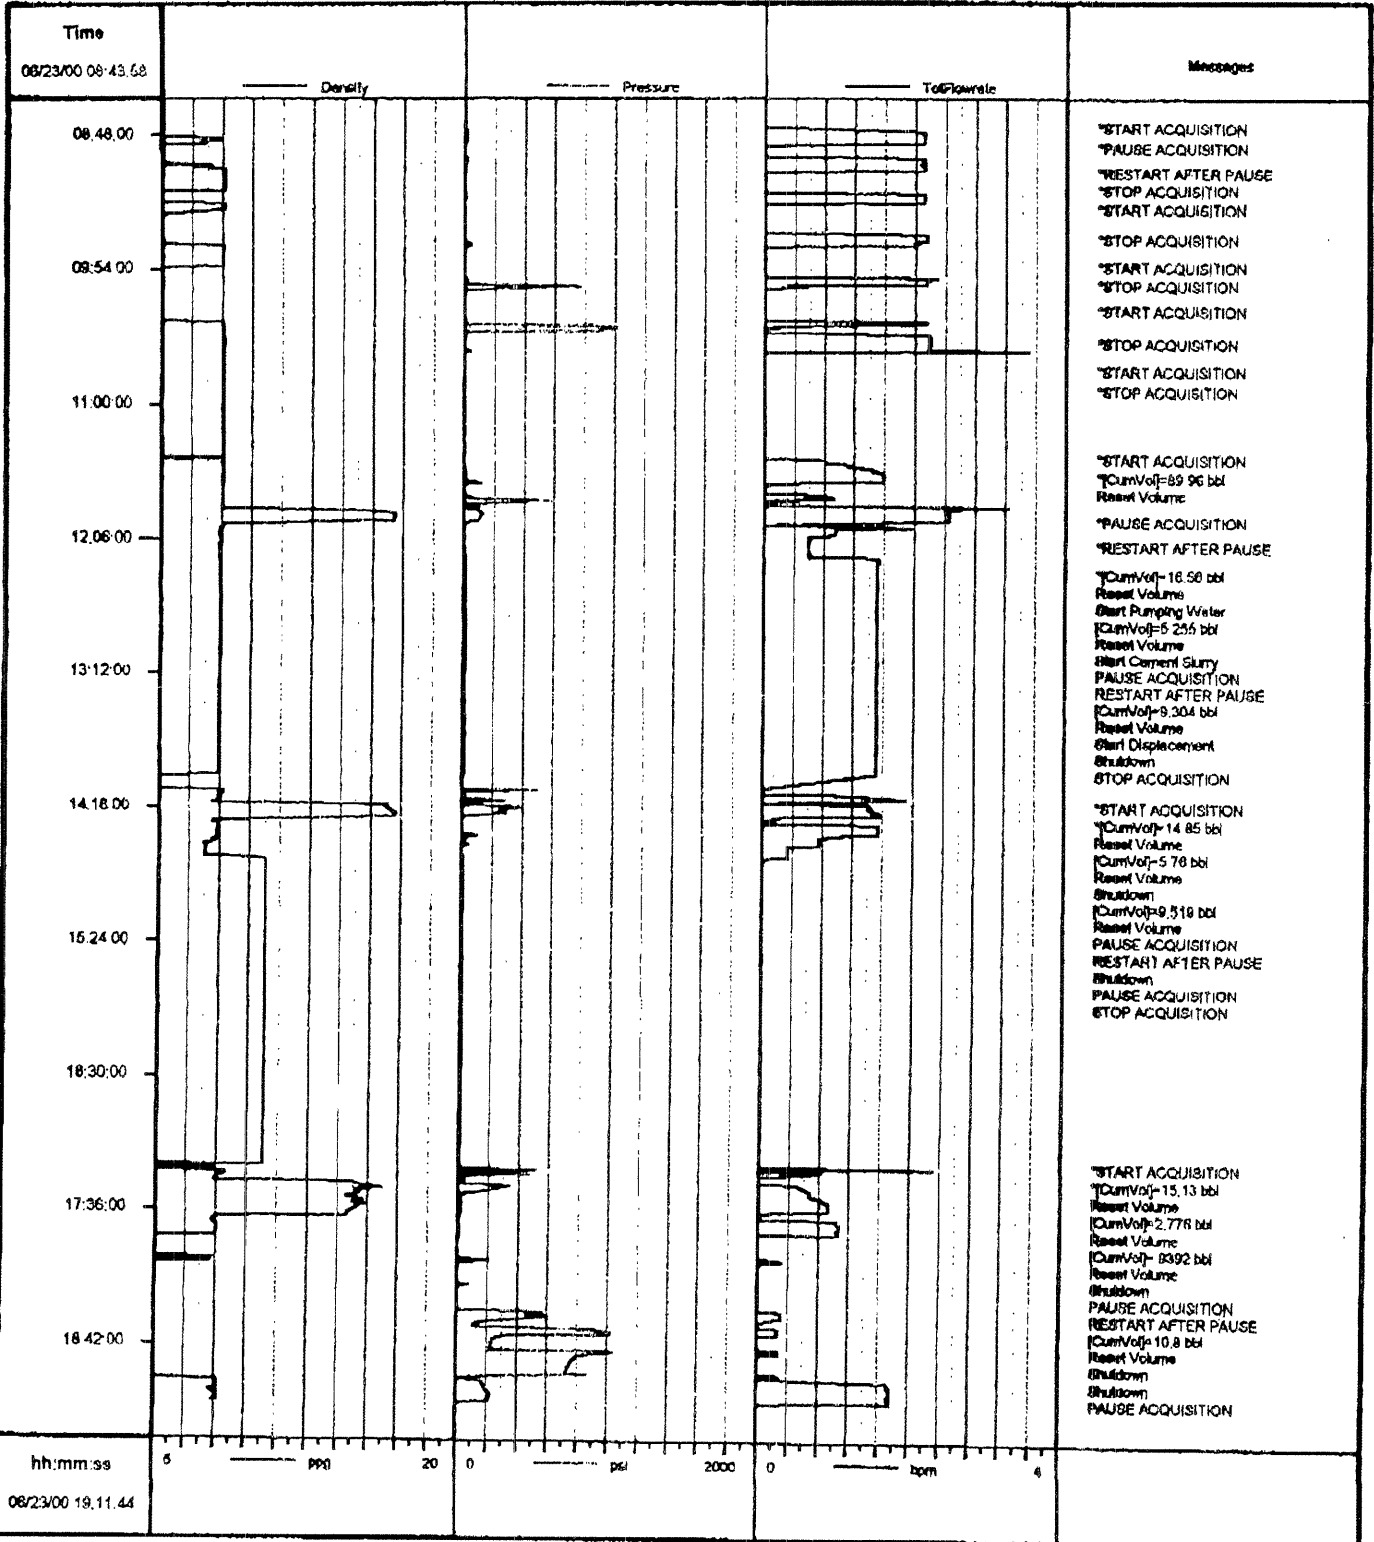 Time
06/23/00 08:43:58
Density
Pressure
TotFlowrate
Messages
08:48:00
09:54:00
11:00:00
12:06:00
13:12:00
14:18:00
15:24:00
16:30:00
17:36:00
18:42:00
*START ACQUISITION
*PAUSE ACQUISITION
*RESTART AFTER PAUSE
*STOP ACQUISITION
*START ACQUISITION
*STOP ACQUISITION
*START ACQUISITION
*STOP ACQUISITION
*START ACQUISITION
*STOP ACQUISITION
*START ACQUISITION
*STOP ACQUISITION
*START ACQUISITION
*[CumVol]=89.96 bbl
Reset Volume
*PAUSE ACQUISITION
*RESTART AFTER PAUSE
*[CumVol]=16.56 bbl
Reset Volume
Start Pumping Water
[CumVol]=5.255 bbl
Reset Volume
Start Cement Slurry
PAUSE ACQUISITION
RESTART AFTER PAUSE
[CumVol]=9.304 bbl
Reset Volume
Start Displacement
Shutdown
STOP ACQUISITION
*START ACQUISITION
*[CumVol]=14.85 bbl
Reset Volume
[CumVol]=5.76 bbl
Reset Volume
Shutdown
[CumVol]=9.519 bbl
Reset Volume
PAUSE ACQUISITION
RESTART AFTER PAUSE
Shutdown
PAUSE ACQUISITION
STOP ACQUISITION
*START ACQUISITION
*[CumVol]=15.13 bbl
Reset Volume
[CumVol]=2.776 bbl
Reset Volume
[CumVol]= .9392 bbl
Reset Volume
Shutdown
PAUSE ACQUISITION
RESTART AFTER PAUSE
[CumVol]=10.8 bbl
Reset Volume
Shutdown
Shutdown
PAUSE ACQUISITION
hh:mm:ss
06/23/00 19:11:44
5 ppg 20
0 psi 2000
0 bpm 4